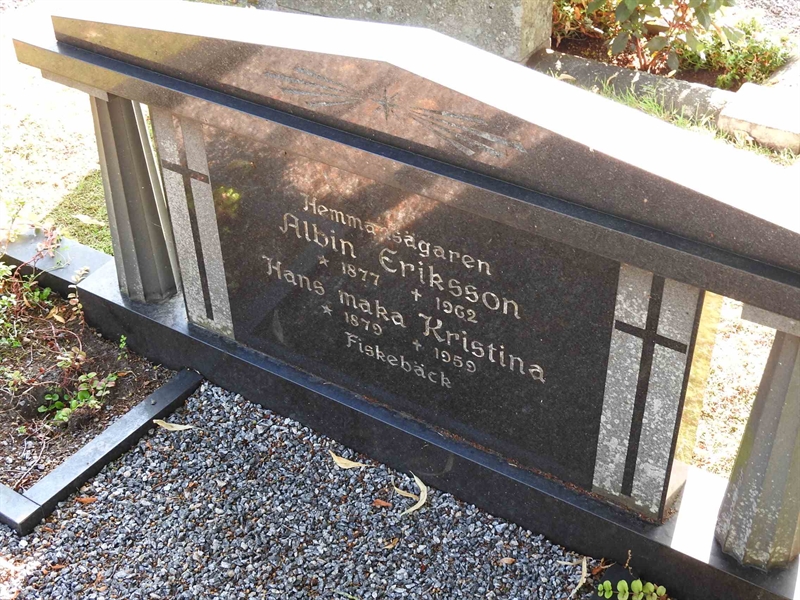 Hemmansägaren
Albin Eriksson
* 1877 + 1962
Hans maka Kristina
* 1879 + 1959
Fiskebäck